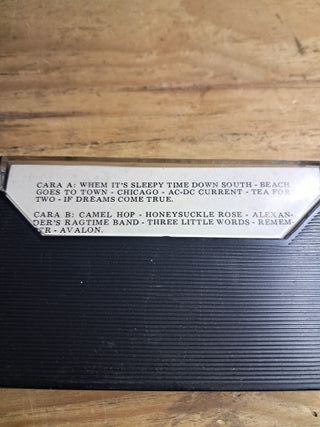 CARA A: WHEM IT'S SLEEPY TIME DOWN SOUTH - BEACH
GOES TO TOWN - CHICAGO - AC-DC CURRENT - TEA FOR
TWO - IF DREAMS COME TRUE.
CARA B: CAMEL HOP - HONEYSUCKLE ROSE - ALEXAN-
DER'S RAGTIME BAND - THREE LITTLE WORDS - REMEM-
BER - AVALON.